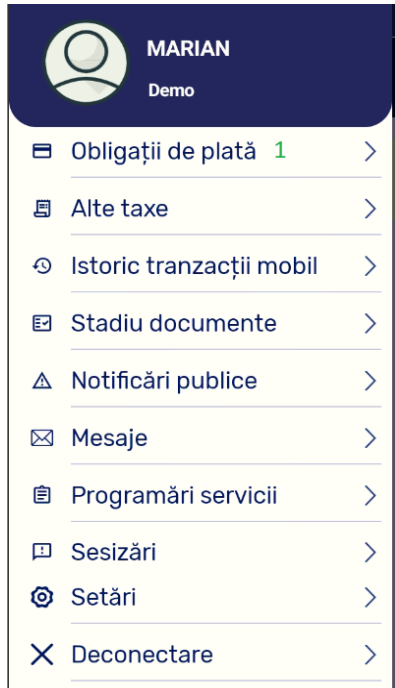 MARIAN
Demo
Obligații de plată 1
Alte taxe
Istoric tranzacții mobil
Stadiu documente
Notificări publice
Mesaje
Programări servicii
Sesizări
Setări
Deconectare